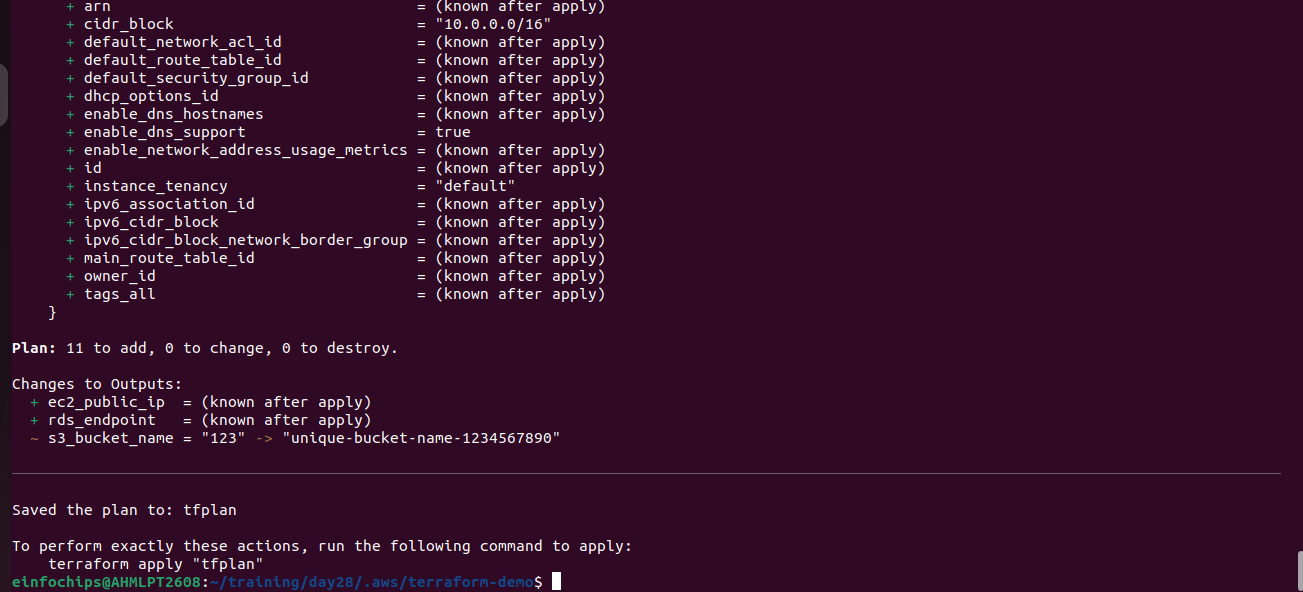 + arn = (known after apply)
+ cidr_block = "10.0.0.0/16"
+ default_network_acl_id = (known after apply)
+ default_route_table_id = (known after apply)
+ default_security_group_id = (known after apply)
+ dhcp_options_id = (known after apply)
+ enable_dns_hostnames = (known after apply)
+ enable_dns_support = true
+ enable_network_address_usage_metrics = (known after apply)
+ id = (known after apply)
+ instance_tenancy = "default"
+ ipv6_association_id = (known after apply)
+ ipv6_cidr_block = (known after apply)
+ ipv6_cidr_block_network_border_group = (known after apply)
+ main_route_table_id = (known after apply)
+ owner_id = (known after apply)
+ tags_all = (known after apply)
}
Plan: 11 to add, 0 to change, 0 to destroy.
Changes to Outputs:
+ ec2_public_ip = (known after apply)
+ rds_endpoint = (known after apply)
~ s3_bucket_name = "123" -> "unique-bucket-name-1234567890"
Saved the plan to: tfplan
To perform exactly these actions, run the following command to apply:
terraform apply "tfplan"
einfochips@AHMLPT2608:~/training/day28/.aws/terraform-demo$